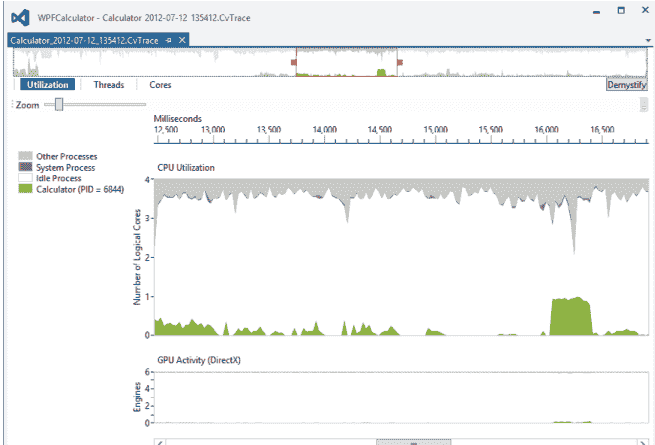 WPFCalculator - Calculator 2012-07-12 135412.CvTrace
Calculator_2012-07-12_135412.CvTrace
Utilization Threads Cores Demystify
Zoom
Milliseconds
12,500 13,000 13,500 14,000 14,500 15,000 15,500 16,000 16,500
Other Processes
System Process
Idle Process
Calculator (PID = 6844)
CPU Utilization
Number of Logical Cores
4
3
2
1
0
GPU Activity (DirectX)
Engines
6
4
2
0